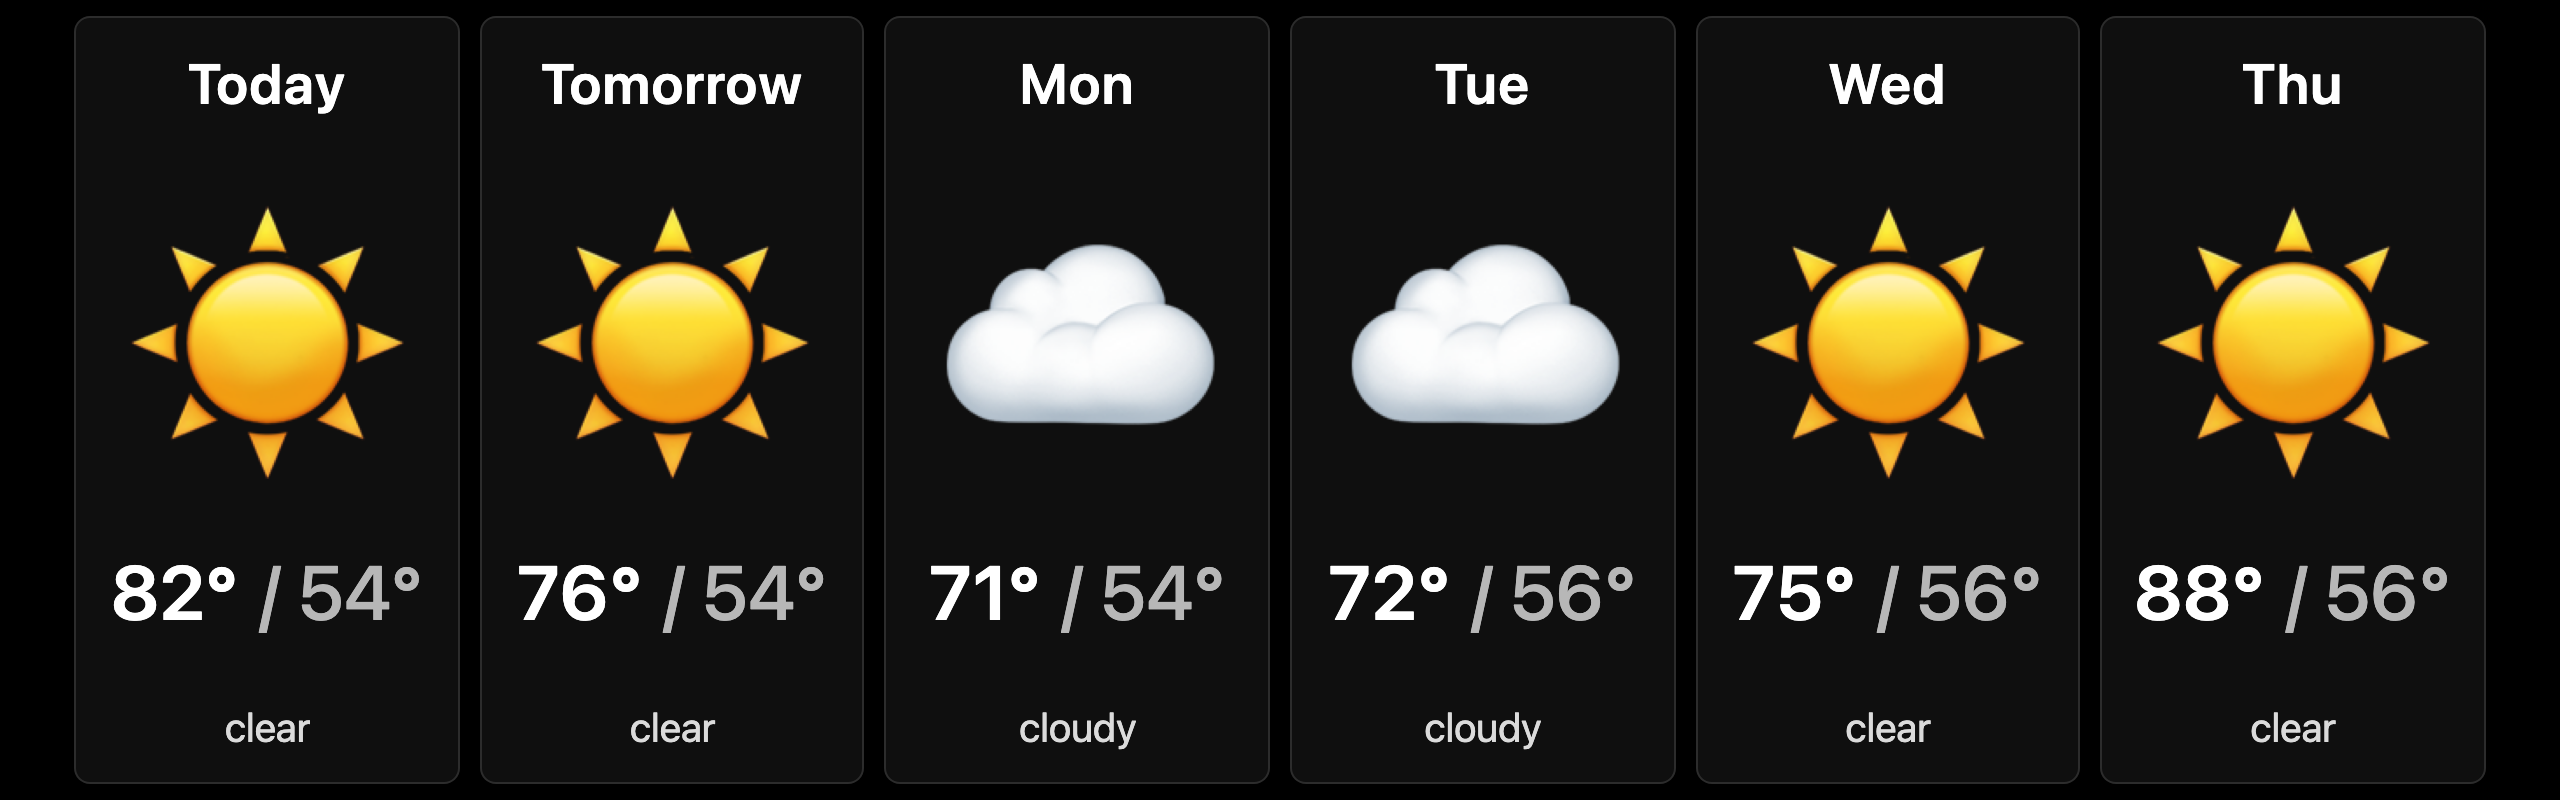 Today
82° / 54°
clear
Tomorrow
76° / 54°
clear
Mon
71° / 54°
cloudy
Tue
72° / 56°
cloudy
Wed
75° / 56°
clear
Thu
88° / 56°
clear